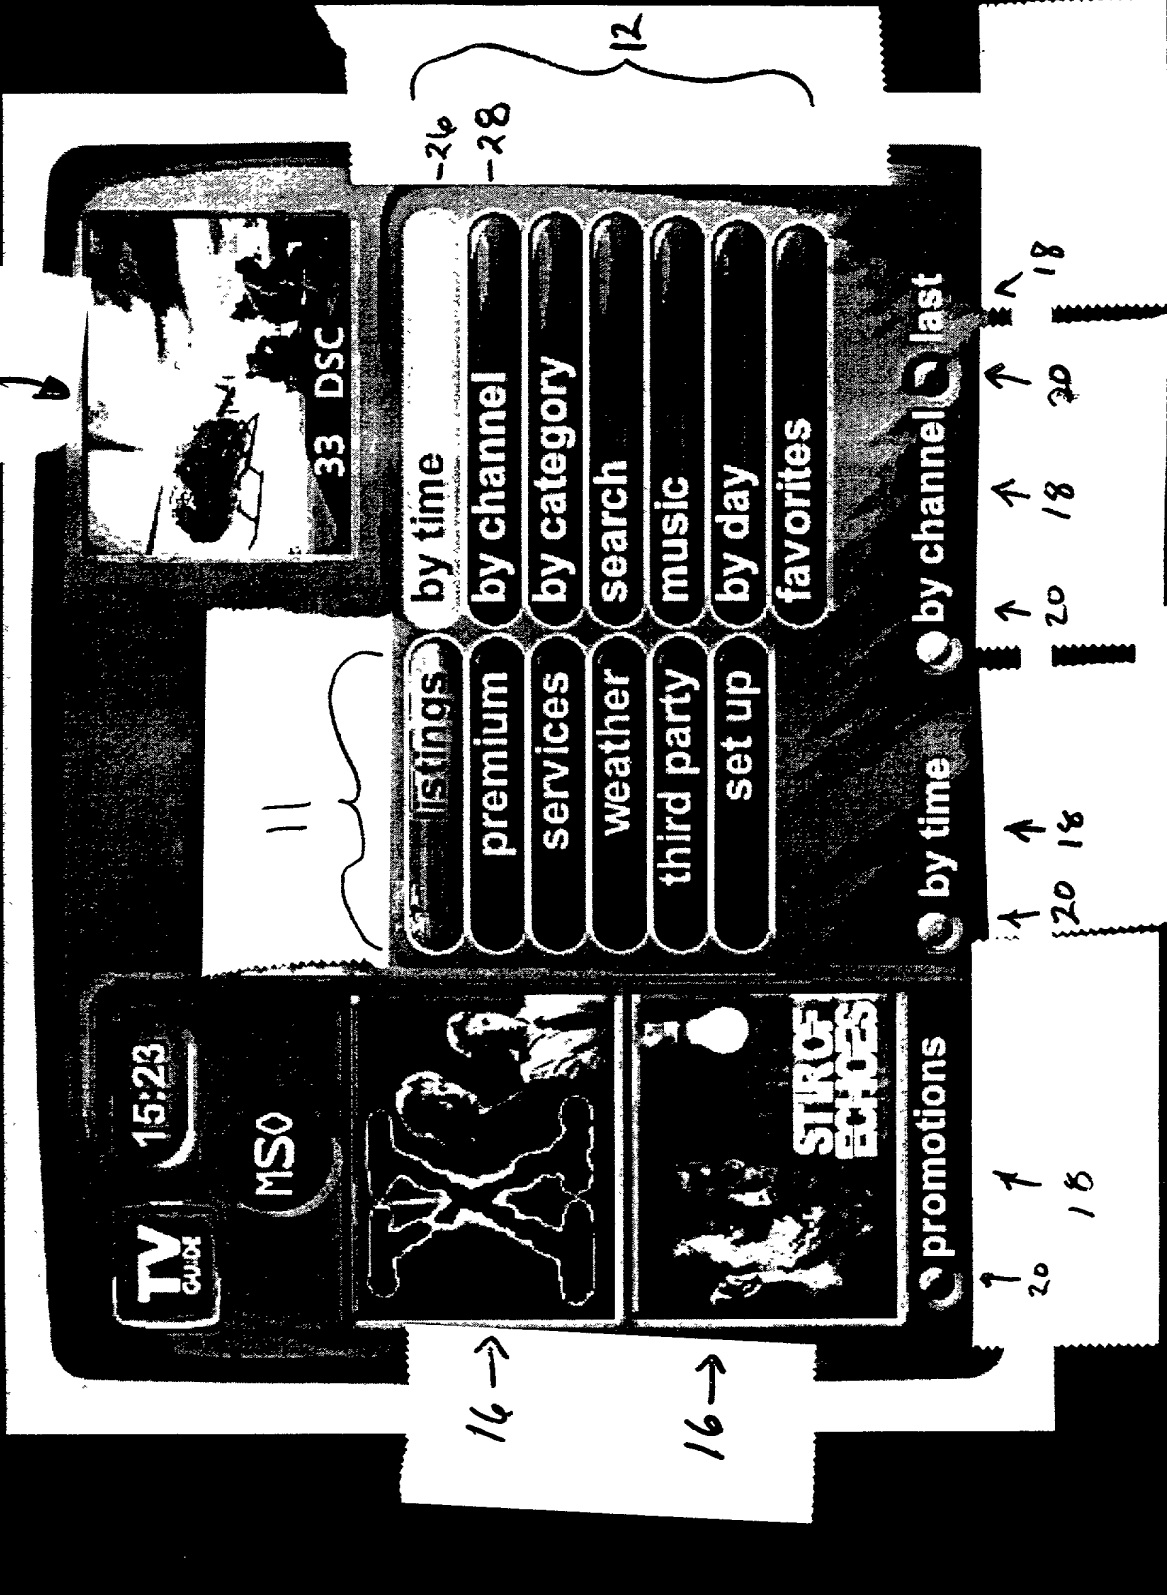 TV
GUIDE
15:23
MSO
33 DSC
11
listings
premium
services
weather
third party
set up
by time
by channel
by category
search
music
by day
favorites
-26
-28
12
16
16
STIR OF
ECHOES
promotions
by time
by channel
last
20
18
20
18
20
18
20
18